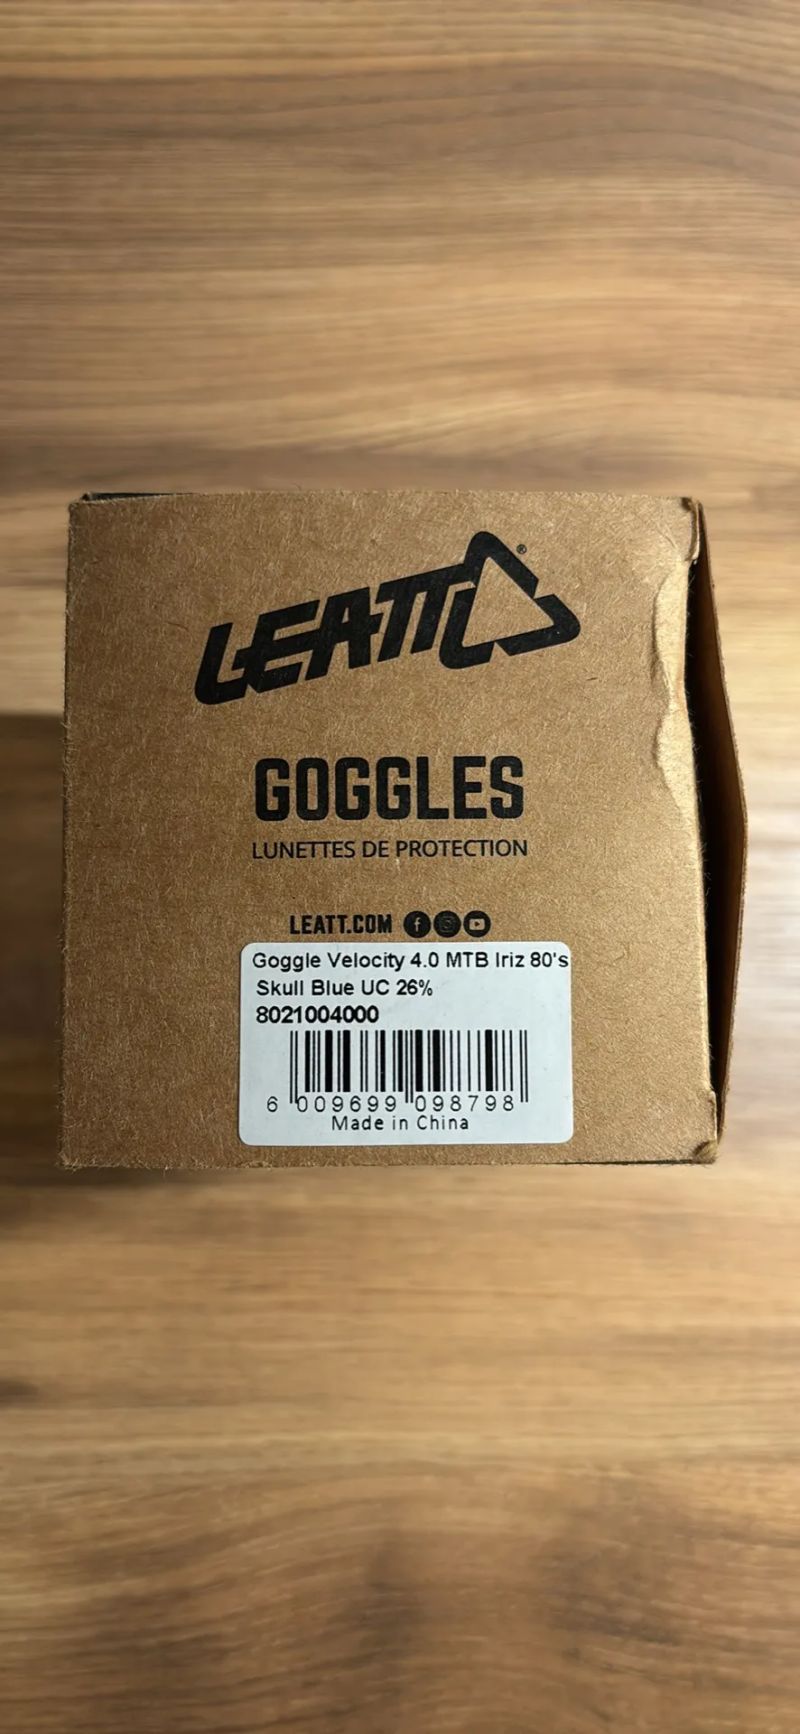 LEATT®
GOGGLES
LUNETTES DE PROTECTION
LEATT.COM
Goggle Velocity 4.0 MTB Iriz 80's
Skull Blue UC 26%
8021004000
6 009699 098798
Made in China